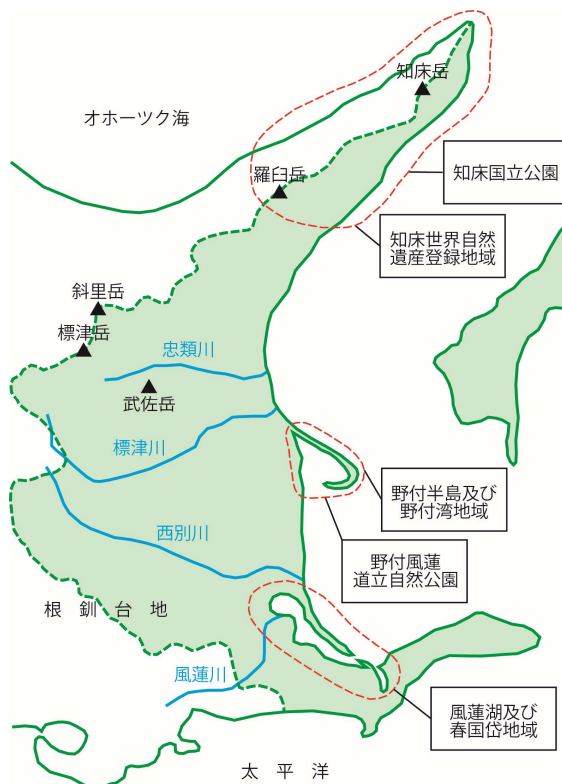 知床岳
オホーツク海
知床国立公園
羅臼岳
知床世界自然
遺産登録地域
斜里岳
標津岳
忠類川
武佐岳
標津川
野付半島及び
野付湾地域
西別川
野付風蓮
道立自然公園
根釧台地
風蓮川
風蓮湖及び
春国岱地域
太平洋